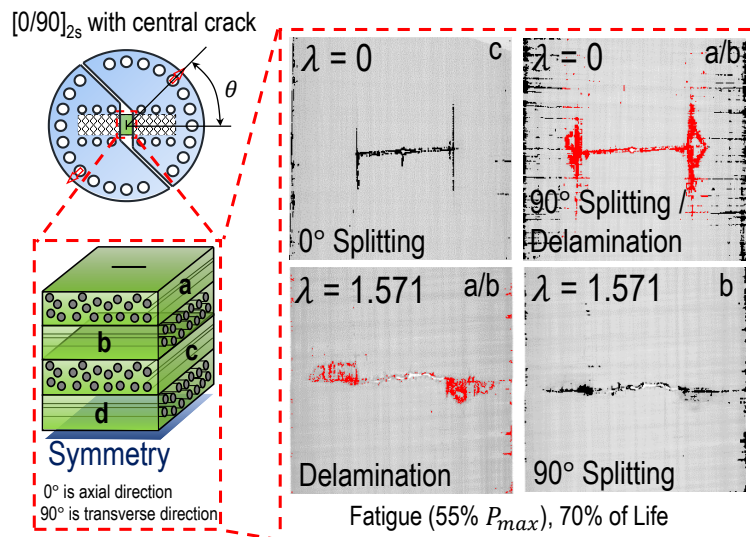 [0/90]₂ₛ with central crack
θ
a
b
c
d
Symmetry
0° is axial direction
90° is transverse direction
λ = 0
c
0° Splitting
λ = 0
a/b
90° Splitting /
Delamination
λ = 1.571
a/b
Delamination
λ = 1.571
b
90° Splitting
Fatigue (55% Pₘₐₓ), 70% of Life